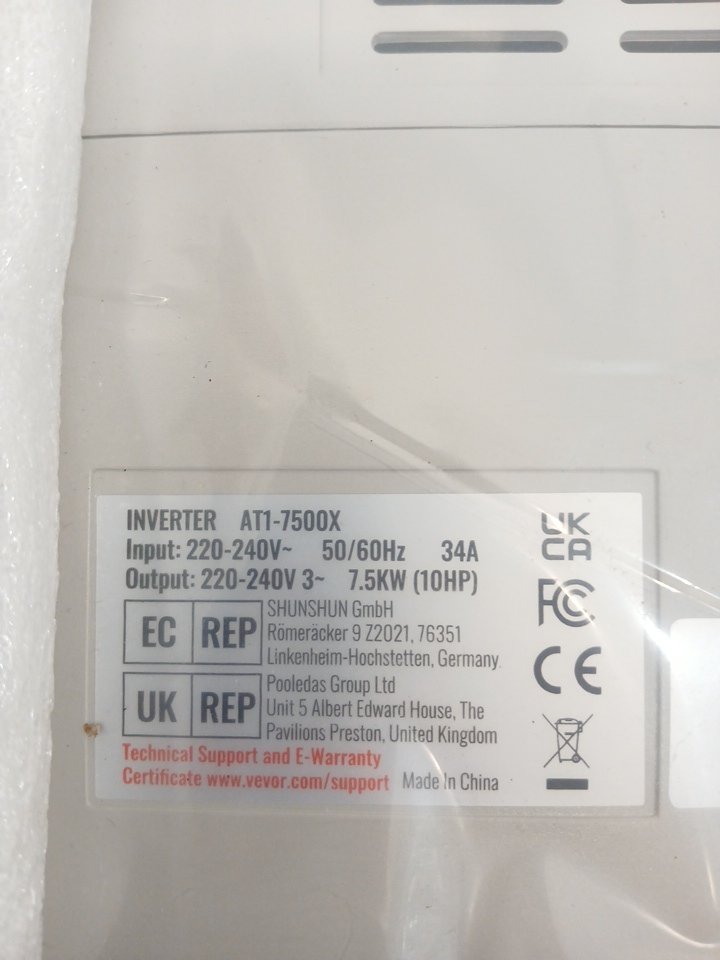 INVERTER AT1-7500X
Input: 220-240V~ 50/60Hz 34A
Output: 220-240V 3~ 7.5KW (10HP)
EC REP
SHUNSHUN GmbH
Römeräcker 9 Z2021, 76351
Linkenheim-Hochstetten, Germany
UK REP
Pooledas Group Ltd
Unit 5 Albert Edward House, The
Pavilions Preston, United Kingdom
Technical Support and E-Warranty
Certificate www.vevor.com/support Made In China
UK
CA
FC
CE